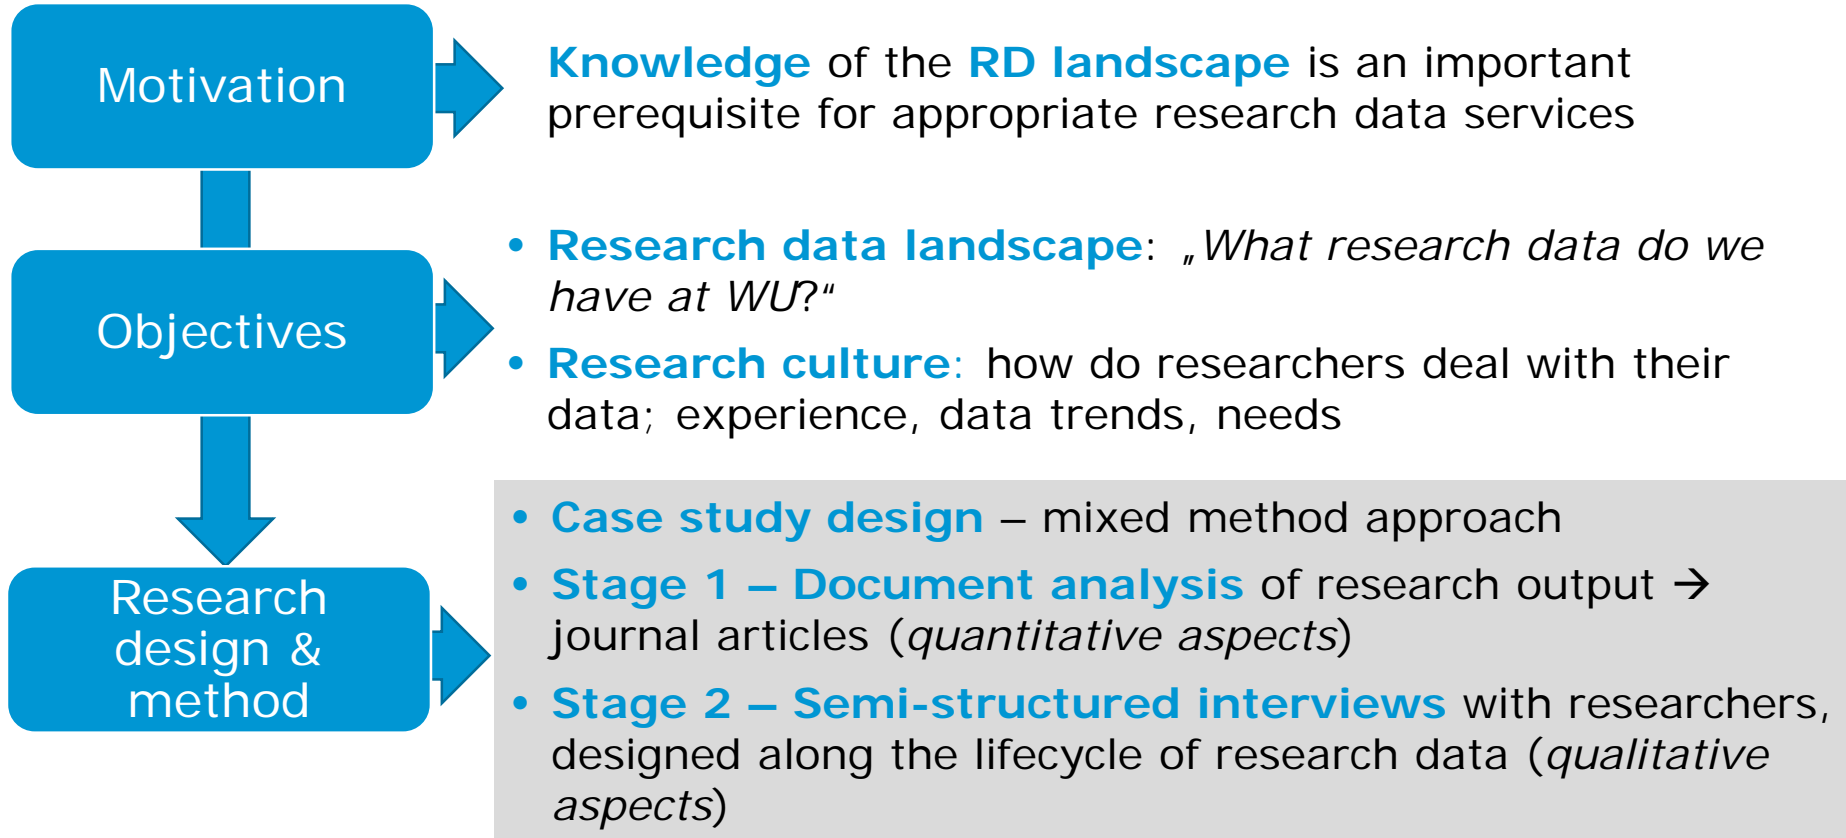 Motivation
Knowledge of the RD landscape is an important
prerequisite for appropriate research data services
Objectives
• Research data landscape: „What research data do we
have at WU?“
• Research culture: how do researchers deal with their
data; experience, data trends, needs
Research
design &
method
• Case study design – mixed method approach
• Stage 1 – Document analysis of research output →
journal articles (quantitative aspects)
• Stage 2 – Semi-structured interviews with researchers,
designed along the lifecycle of research data (qualitative
aspects)